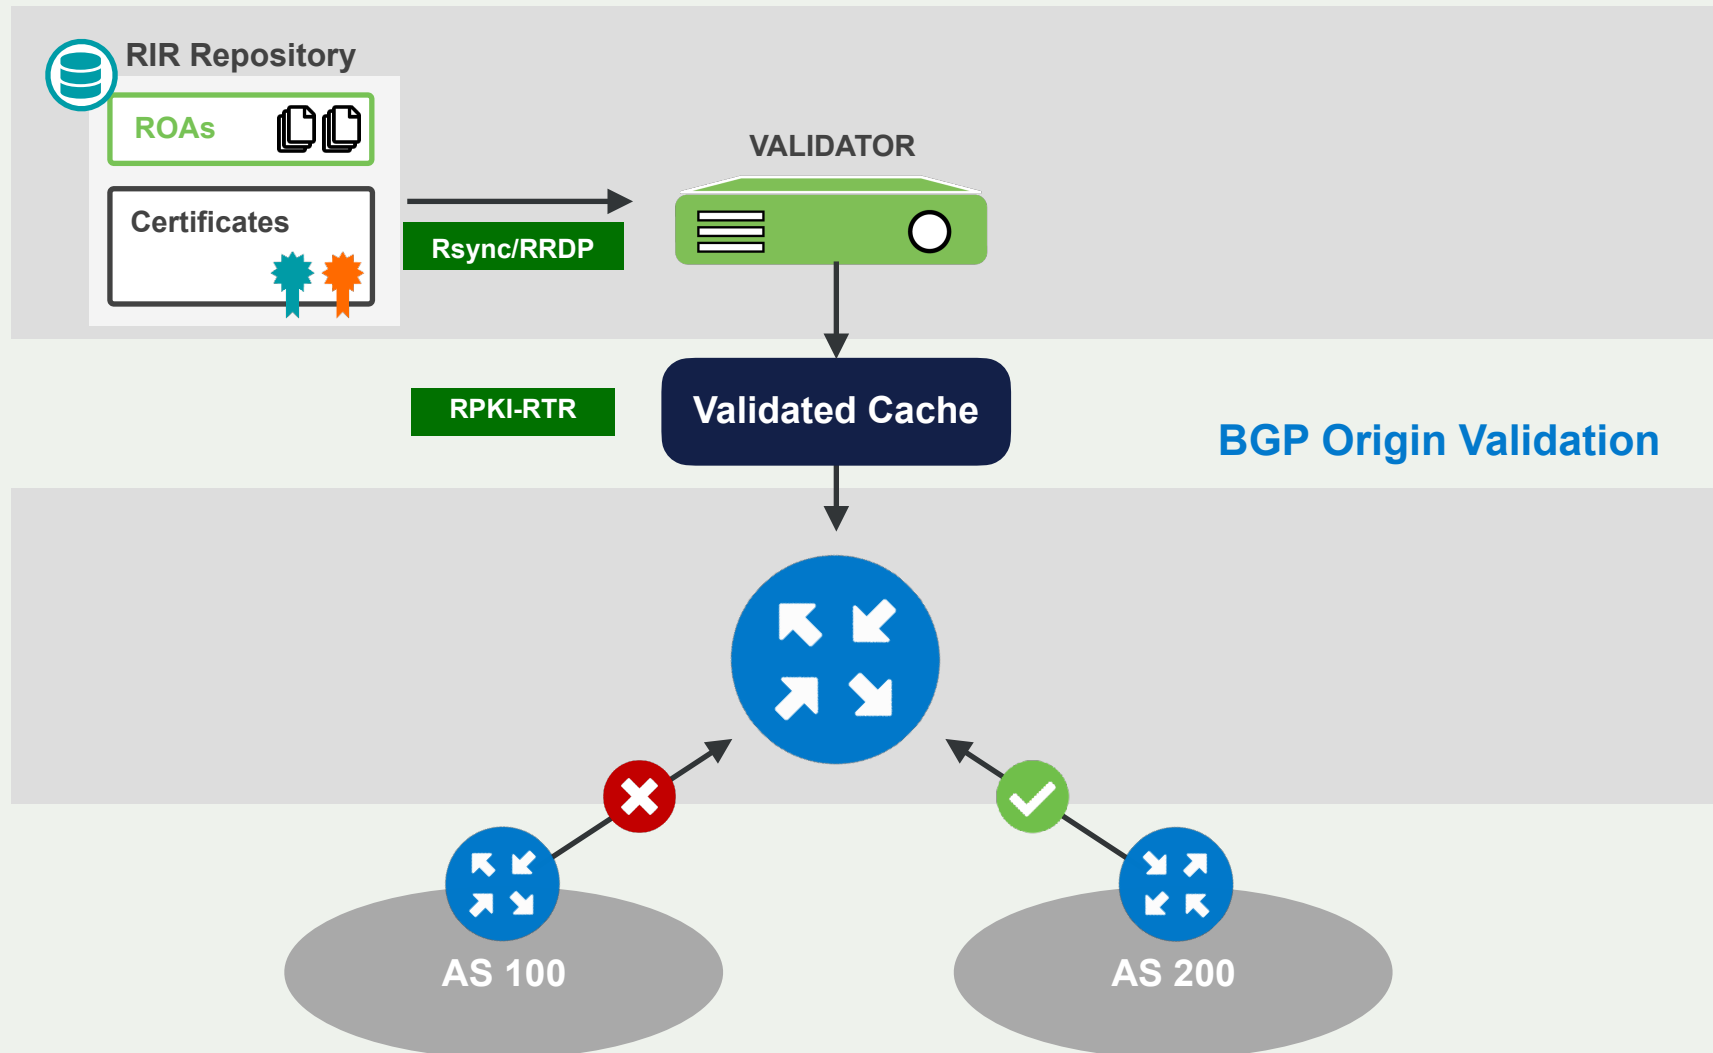 RIR Repository
ROAs
Certificates
Rsync/RRDP
VALIDATOR
RPKI-RTR
Validated Cache
BGP Origin Validation
AS 100
AS 200